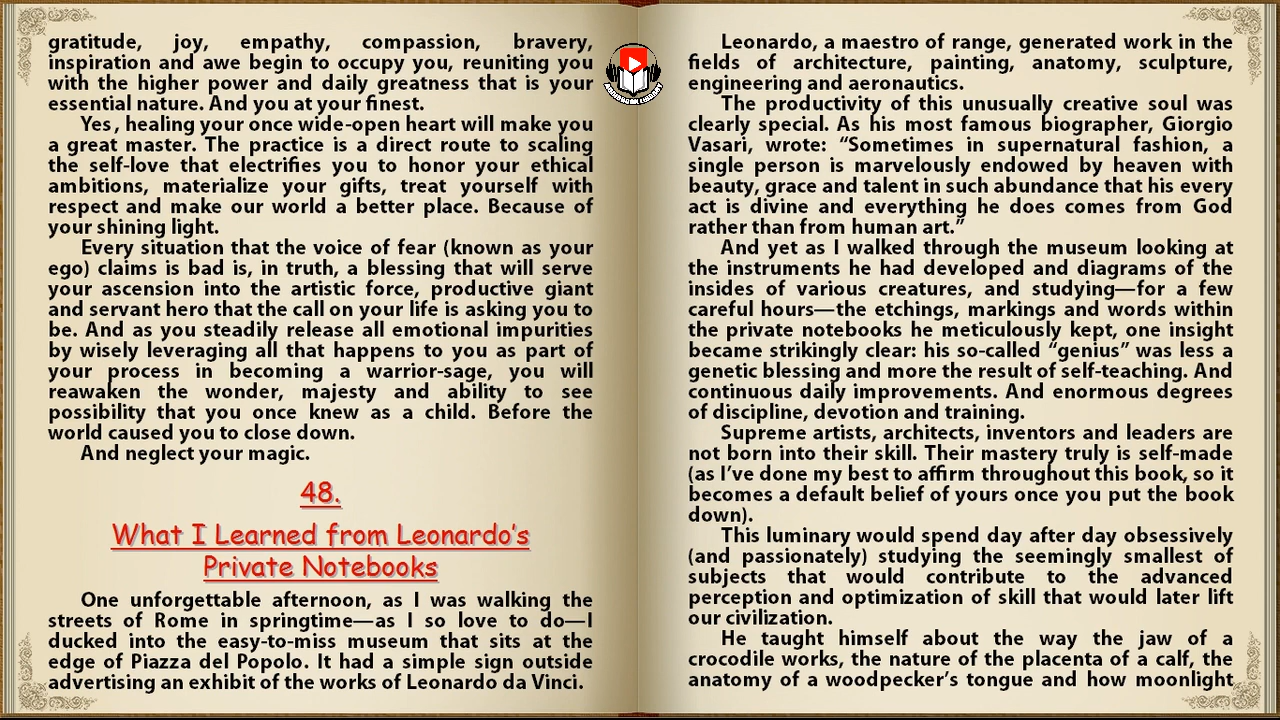 gratitude, joy, empathy, compassion, bravery,
inspiration and awe begin to occupy you, reuniting you
with the higher power and daily greatness that is your
essential nature. And you at your finest.
Yes, healing your once wide-open heart will make you
a great master. The practice is a direct route to scaling
the self-love that electrifies you to honor your ethical
ambitions, materialize your gifts, treat yourself with
respect and make our world a better place. Because of
your shining light.
Every situation that the voice of fear (known as your
ego) claims is bad is, in truth, a blessing that will serve
your ascension into the artistic force, productive giant
and servant hero that the call on your life is asking you to
be. And as you steadily release all emotional impurities
by wisely leveraging all that happens to you as part of
your process in becoming a warrior-sage, you will
reawaken the wonder, majesty and ability to see
possibility that you once knew as a child. Before the
world caused you to close down.
And neglect your magic.
48.
What I Learned from Leonardo's
Private Notebooks
One unforgettable afternoon, as I was walking the
streets of Rome in springtime—as I so love to do—I
ducked into the easy-to-miss museum that sits at the
edge of Piazza del Popolo. It had a simple sign outside
advertising an exhibit of the works of Leonardo da Vinci.
Leonardo, a maestro of range, generated work in the
fields of architecture, painting, anatomy, sculpture,
engineering and aeronautics.
The productivity of this unusually creative soul was
clearly special. As his most famous biographer, Giorgio
Vasari, wrote: “Sometimes in supernatural fashion, a
single person is marvelously endowed by heaven with
beauty, grace and talent in such abundance that his every
act is divine and everything he does comes from God
rather than from human art.”
And yet as I walked through the museum looking at
the instruments he had developed and diagrams of the
insides of various creatures, and studying—for a few
careful hours—the etchings, markings and words within
the private notebooks he meticulously kept, one insight
became strikingly clear: his so-called “genius” was less a
genetic blessing and more the result of self-teaching. And
continuous daily improvements. And enormous degrees
of discipline, devotion and training.
Supreme artists, architects, inventors and leaders are
not born into their skill. Their mastery truly is self-made
(as I’ve done my best to affirm throughout this book, so it
becomes a default belief of yours once you put the book
down).
This luminary would spend day after day obsessively
(and passionately) studying the seemingly smallest of
subjects that would contribute to the advanced
perception and optimization of skill that would later lift
our civilization.
He taught himself about the way the jaw of a
crocodile works, the nature of the placenta of a calf, the
anatomy of a woodpecker’s tongue and how moonlight